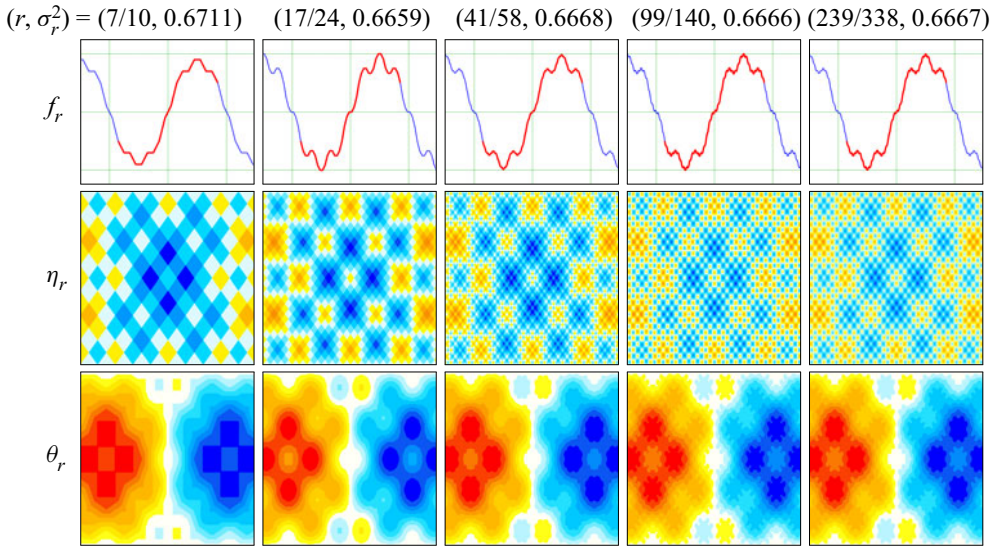 (r, σ_r^2) = (7/10, 0.6711) (17/24, 0.6659) (41/58, 0.6668) (99/140, 0.6666) (239/338, 0.6667)
f_r
η_r
θ_r